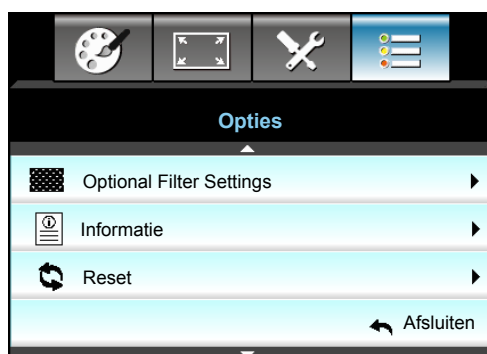 Opties
Optional Filter Settings
Informatie
Reset
Afsluiten